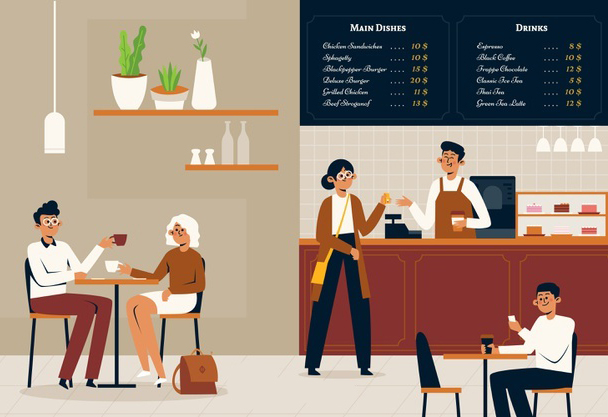 Main Dishes
Chicken Sandwiches .... 10 $
Sphagetty .... 10 $
Blackpepper Burger .... 15 $
Deluxe Burger .... 20 $
Grilled Chicken .... 11 $
Beef Stroganof .... 13 $
Drinks
Espresso .... 8 $
Black Coffee .... 10 $
Frappe Chocolate .... 12 $
Classic Ice Tea .... 5 $
Thai Tea .... 10 $
Green Tea Latte .... 12 $